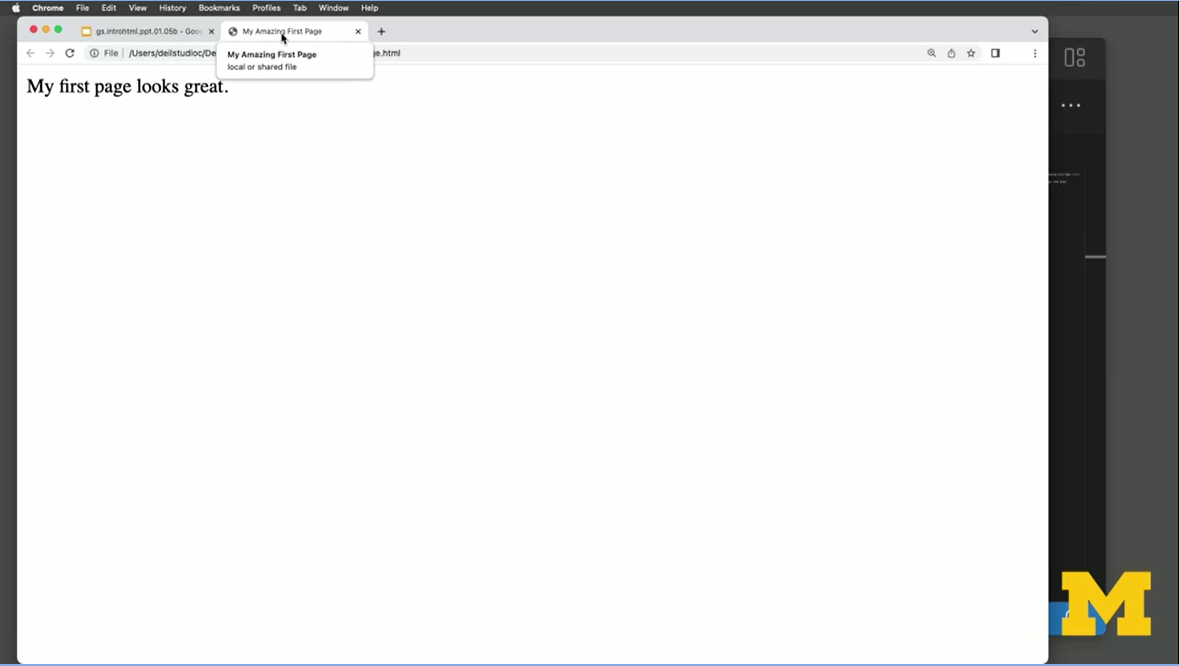 Chrome File Edit View History Bookmarks Profiles Tab Window Help
gs.introhtml.ppt.01.05b - Goo
My Amazing First Page
File /Users/deilstudioc/De
e.html
My Amazing First Page
local or shared file
My first page looks great.
M